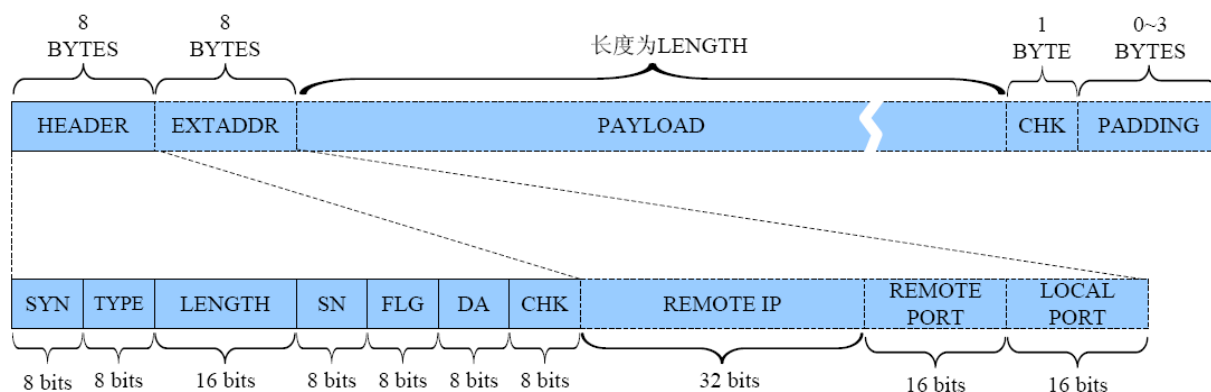 8
BYTES
8
BYTES
长度为LENGTH
1
BYTE
0~3
BYTES
HEADER
EXTADDR
PAYLOAD
CHK
PADDING
SYN
TYPE
LENGTH
SN
FLG
DA
CHK
REMOTE IP
REMOTE
PORT
LOCAL
PORT
8 bits
8 bits
16 bits
8 bits
8 bits
8 bits
8 bits
32 bits
16 bits
16 bits